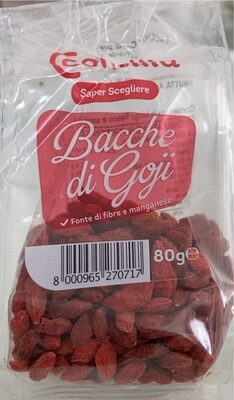 Saper Scegliere
Bacche
di Goji
✓ Fonte di fibre e manganese
80g℮
8 000965 270717